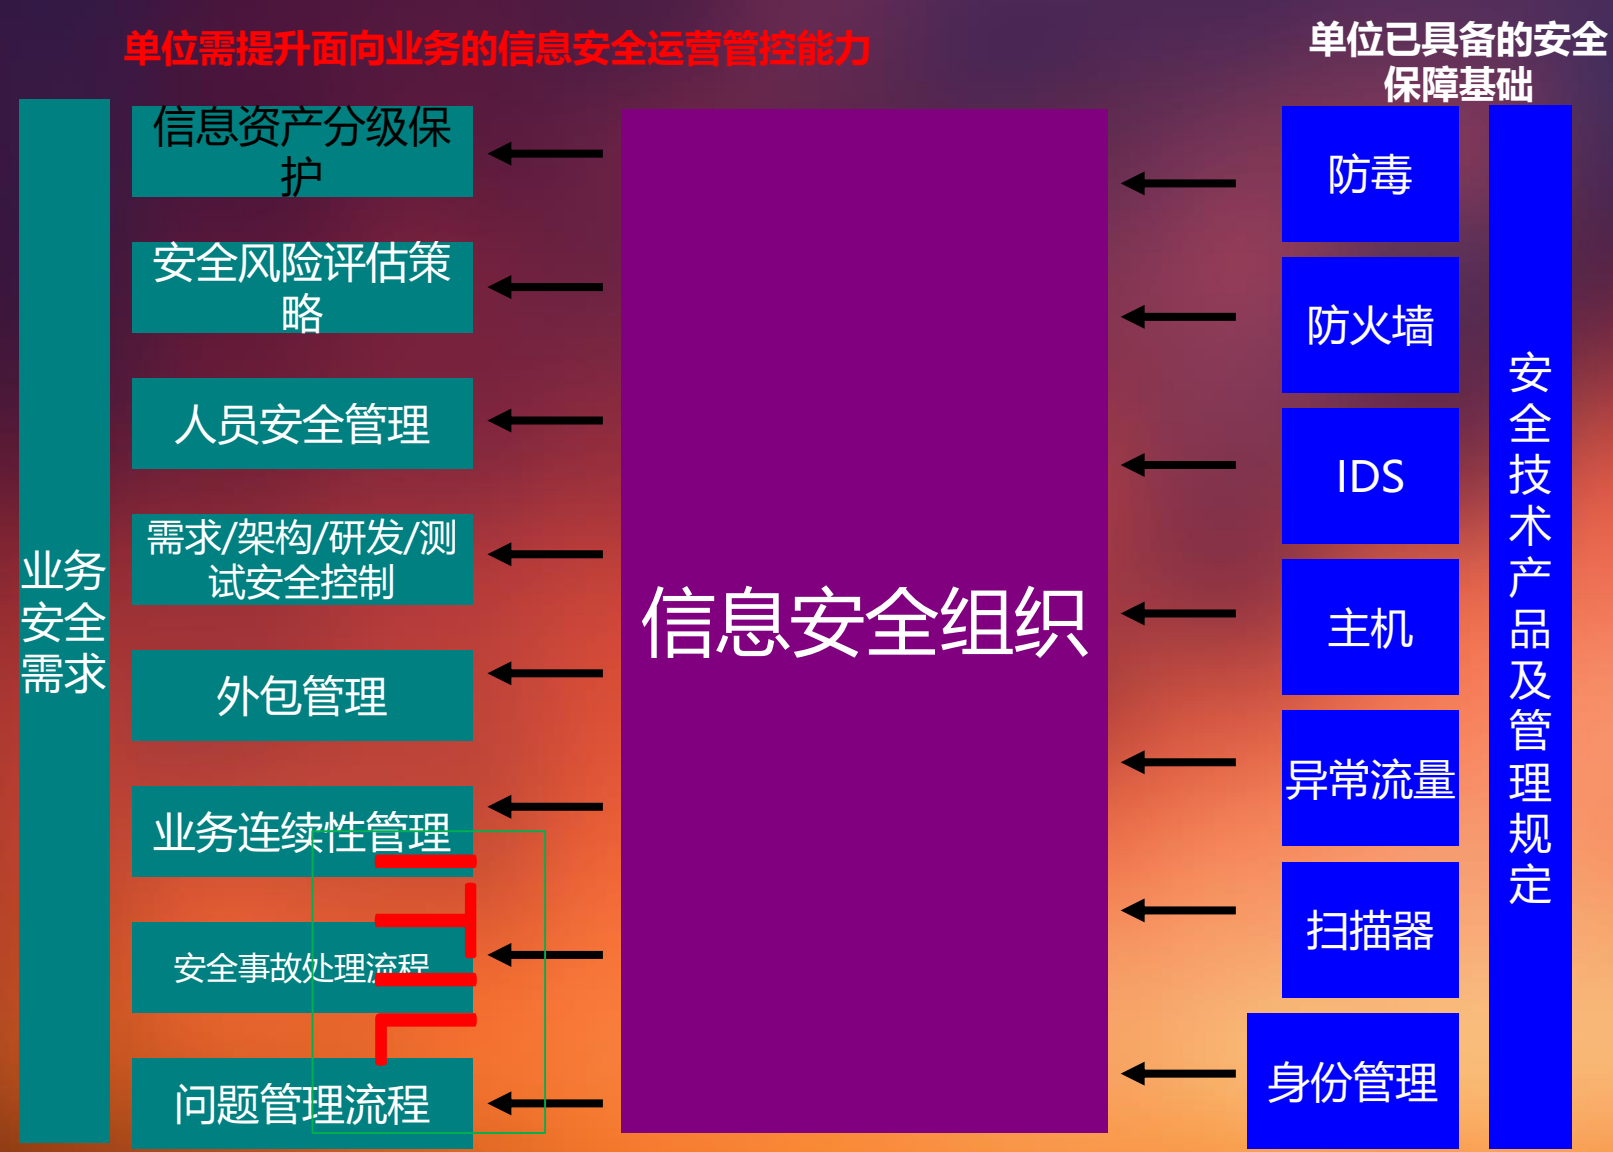 单位需提升面向业务的信息安全运营管控能力
单位已具备的安全
保障基础
业务
安全
需求
信息资产分级保
护
安全风险评估策
略
人员安全管理
需求/架构/研发/测
试安全控制
外包管理
业务连续性管理
安全事故处理流程
问题管理流程
信息安全组织
防毒
防火墙
IDS
主机
异常流量
扫描器
身份管理
安
全
技
术
产
品
及
管
理
规
定